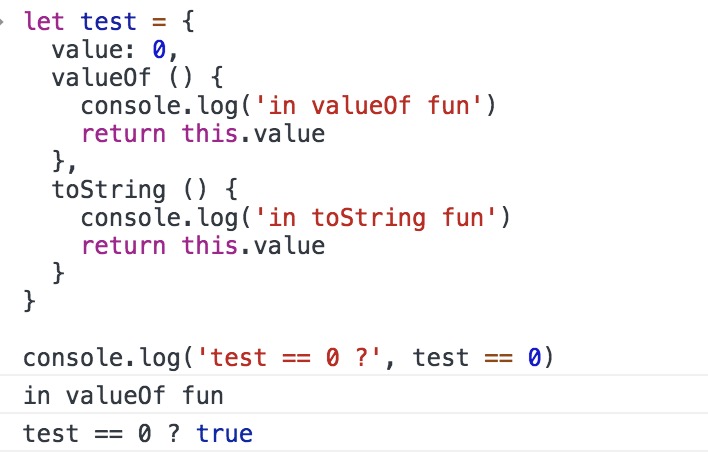 let test = {
  value: 0,
  valueOf () {
    console.log('in valueOf fun')
    return this.value
  },
  toString () {
    console.log('in toString fun')
    return this.value
  }
}

console.log('test == 0 ?', test == 0)
in valueOf fun
test == 0 ? true